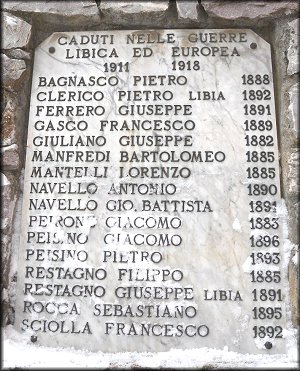 CADUTI NELLE GUERRE
LIBICA ED EUROPEA
1911 1918
BAGNASCO PIETRO 1888
CLERICO PIETRO LIBIA 1892
FERRERO GIUSEPPE 1891
GASCO FRANCESCO 1889
GIULIANO GIUSEPPE 1882
MANFREDI BARTOLOMEO 1885
MANTELLI LORENZO 1885
NAVELLO ANTONIO 1890
NAVELLO GIO. BATTISTA 1891
PEIRONE GIACOMO 1883
PEISINO GIACOMO 1896
PEISINO PIETRO 1893
RESTAGNO FILIPPO 1885
RESTAGNO GIUSEPPE LIBIA 1891
ROCCA SEBASTIANO 1895
SCIOLLA FRANCESCO 1892